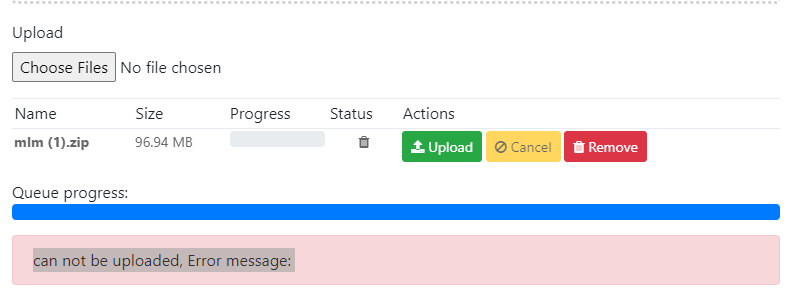 Upload
Choose Files No file chosen
Name Size Progress Status Actions
mlm (1).zip 96.94 MB Upload Cancel Remove
Queue progress:
can not be uploaded, Error message: